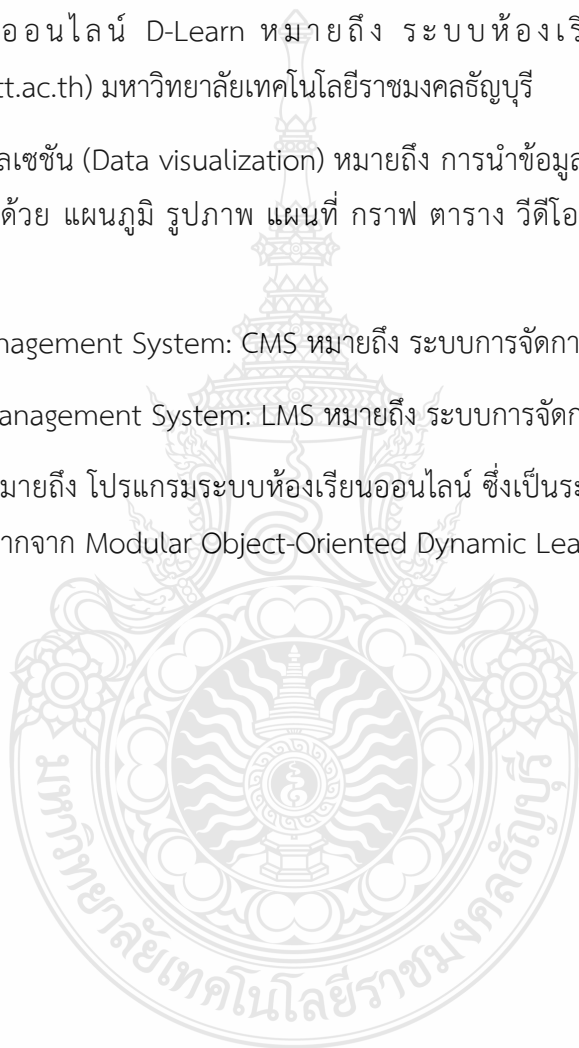 ออนไลน์ D-Learn หมายถึง ระบบห้องเรี
tt.ac.th) มหาวิทยาลัยเทคโนโลยีราชมงคลธัญบุรี
ลเซชัน (Data visualization) หมายถึง การนำข้อมูล
ด้วย แผนภูมิ รูปภาพ แผนที่ กราฟ ตาราง วีดีโอ
nagement System: CMS หมายถึง ระบบการจัดกา
anagement System: LMS หมายถึง ระบบการจัดก
มายถึง โปรแกรมระบบห้องเรียนออนไลน์ ซึ่งเป็นระ
ากจาก Modular Object-Oriented Dynamic Lea
มหาวิทยาลัยเทคโนโลยีราชมงคลธัญบุรี